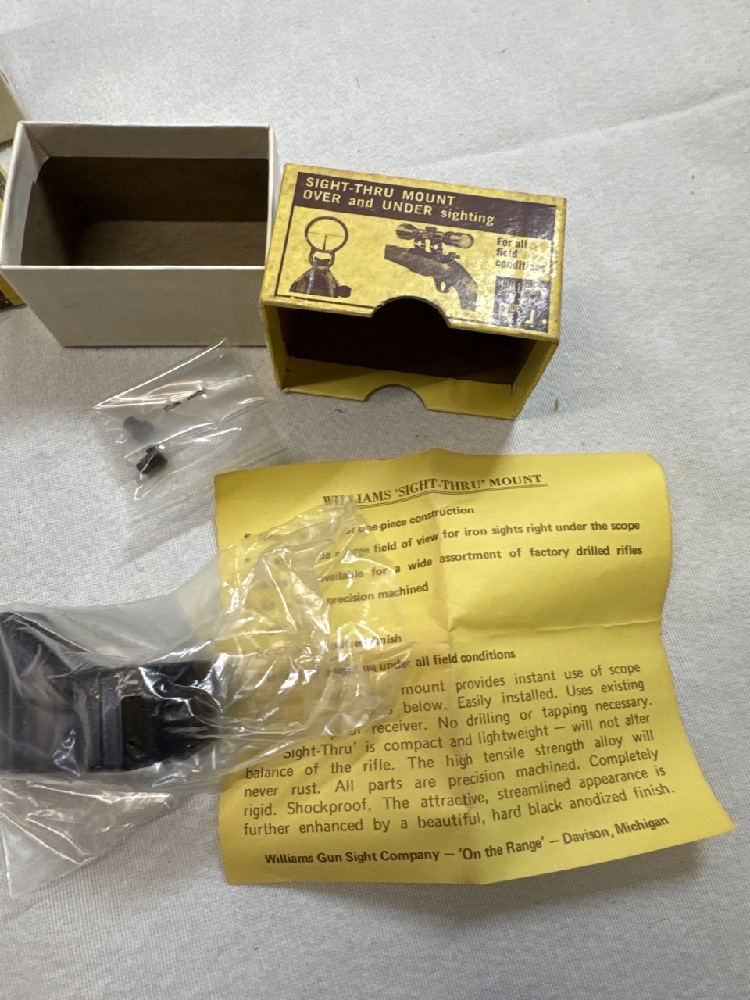 SIGHT-THRU MOUNT
OVER and UNDER sighting
For all
field
conditions
WILLIAMS 'SIGHT-THRU' MOUNT
one-piece construction
field of view for iron sights right under the scope
available for a wide assortment of factory drilled rifles
precision machined
finish
under all field conditions
mount provides instant use of scope
below. Easily installed. Uses existing
receiver. No drilling or tapping necessary.
Sight-Thru' is compact and lightweight — will not alter
balance of the rifle. The high tensile strength alloy will
never rust. All parts are precision machined. Completely
rigid. Shockproof. The attractive, streamlined appearance is
further enhanced by a beautiful, hard black anodized finish.
Williams Gun Sight Company — 'On the Range' — Davison, Michigan